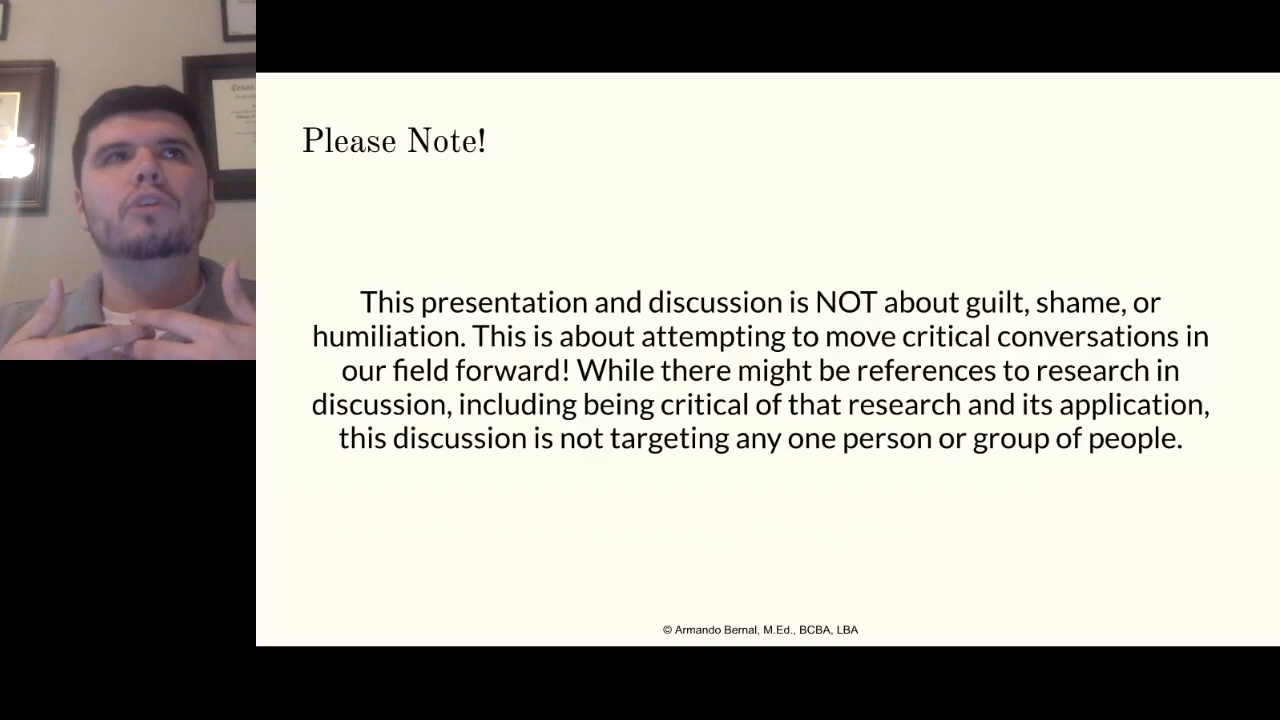 Please Note!
This presentation and discussion is NOT about guilt, shame, or
humiliation. This is about attempting to move critical conversations in
our field forward! While there might be references to research in
discussion, including being critical of that research and its application,
this discussion is not targeting any one person or group of people.
© Armando Bernal, M.Ed., BCBA, LBA